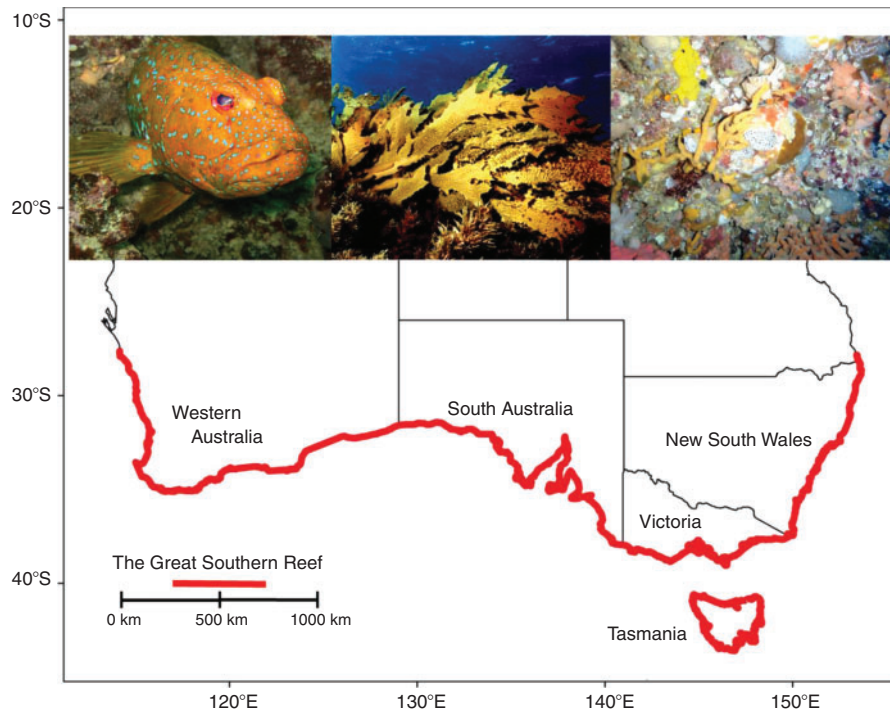 10°S
20°S
30°S
40°S
Western
Australia
South Australia
New South Wales
Victoria
Tasmania
The Great Southern Reef
0 km
500 km
1000 km
120°E
130°E
140°E
150°E